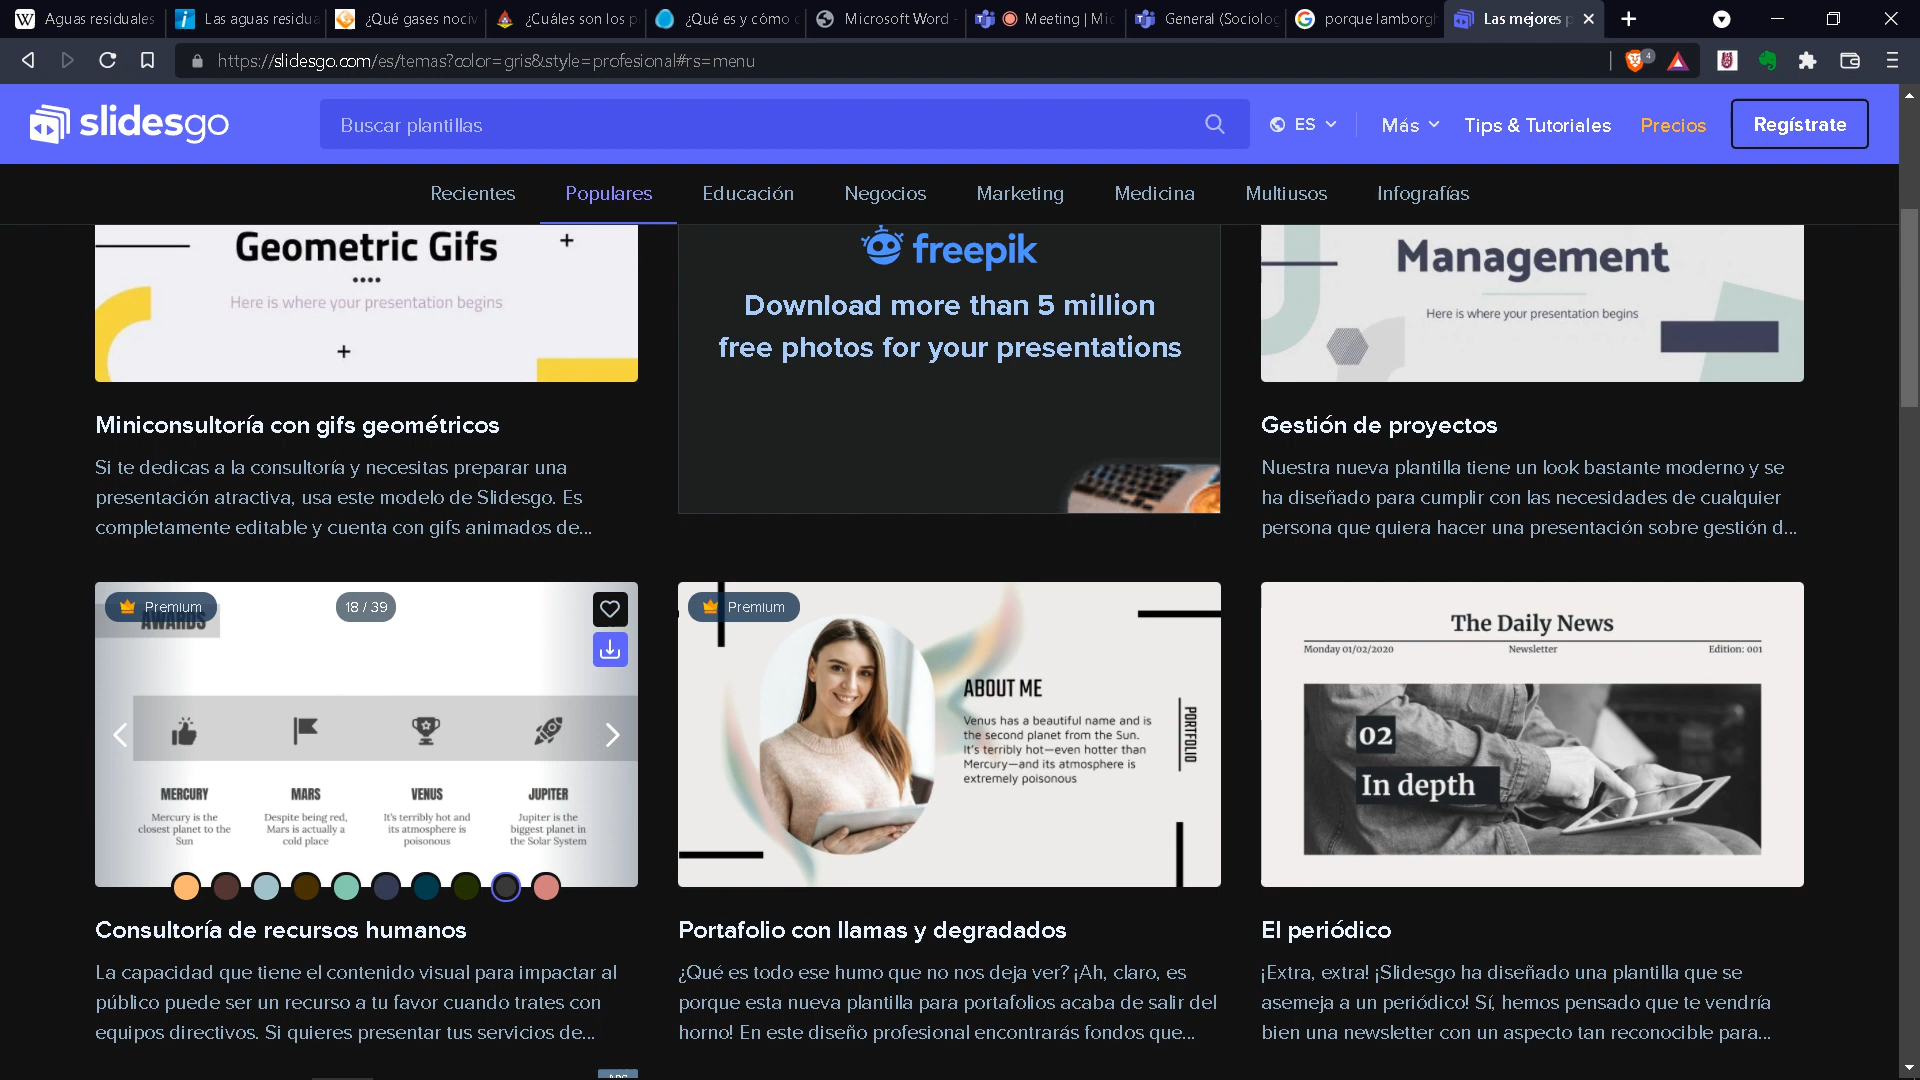 Aguas residuales
Las aguas residua
¿Qué gases nociv
¿Cuáles son los p
¿Qué es y cómo
Microsoft Word -
Meeting | Mic
General (Sociolog
porque lamborgh
Las mejores p
https://slidesgo.com/es/temas?color=gris&style=profesional#rs=menu
4
slidesgo
Buscar plantillas
ES
Más
Tips & Tutoriales
Precios
Regístrate
Recientes
Populares
Educación
Negocios
Marketing
Medicina
Multiusos
Infografías
Geometric Gifs
Here is where your presentation begins
freepik
Download more than 5 million
free photos for your presentations
Management
Here is where your presentation begins
Miniconsultoría con gifs geométricos
Si te dedicas a la consultoría y necesitas preparar una
presentación atractiva, usa este modelo de Slidesgo. Es
completamente editable y cuenta con gifs animados de...
Gestión de proyectos
Nuestra nueva plantilla tiene un look bastante moderno y se
ha diseñado para cumplir con las necesidades de cualquier
persona que quiera hacer una presentación sobre gestión d...
Premium
18 / 39
AWARDS
MERCURY
Mercury is the
closest planet to the
Sun
MARS
Despite being red,
Mars is actually a
cold place
VENUS
It's terribly hot and
its atmosphere is
poisonous
JUPITER
Jupiter is the
biggest planet in
the Solar System
Consultoría de recursos humanos
La capacidad que tiene el contenido visual para impactar al
público puede ser un recurso a tu favor cuando trates con
equipos directivos. Si quieres presentar tus servicios de...
Premium
ABOUT ME
Venus has a beautiful name and is
the second planet from the Sun.
It's terribly hot—even hotter than
Mercury—and its atmosphere is
extremely poisonous
PORTFOLIO
Portafolio con llamas y degradados
¿Qué es todo ese humo que no nos deja ver? ¡Ah, claro, es
porque esta nueva plantilla para portafolios acaba de salir del
horno! En este diseño profesional encontrarás fondos que...
The Daily News
Monday 01/02/2020
Newsletter
Edition: 001
02
In depth
El periódico
¡Extra, extra! ¡Slidesgo ha diseñado una plantilla que se
asemeja a un periódico! Sí, hemos pensado que te vendría
bien una newsletter con un aspecto tan reconocible para...